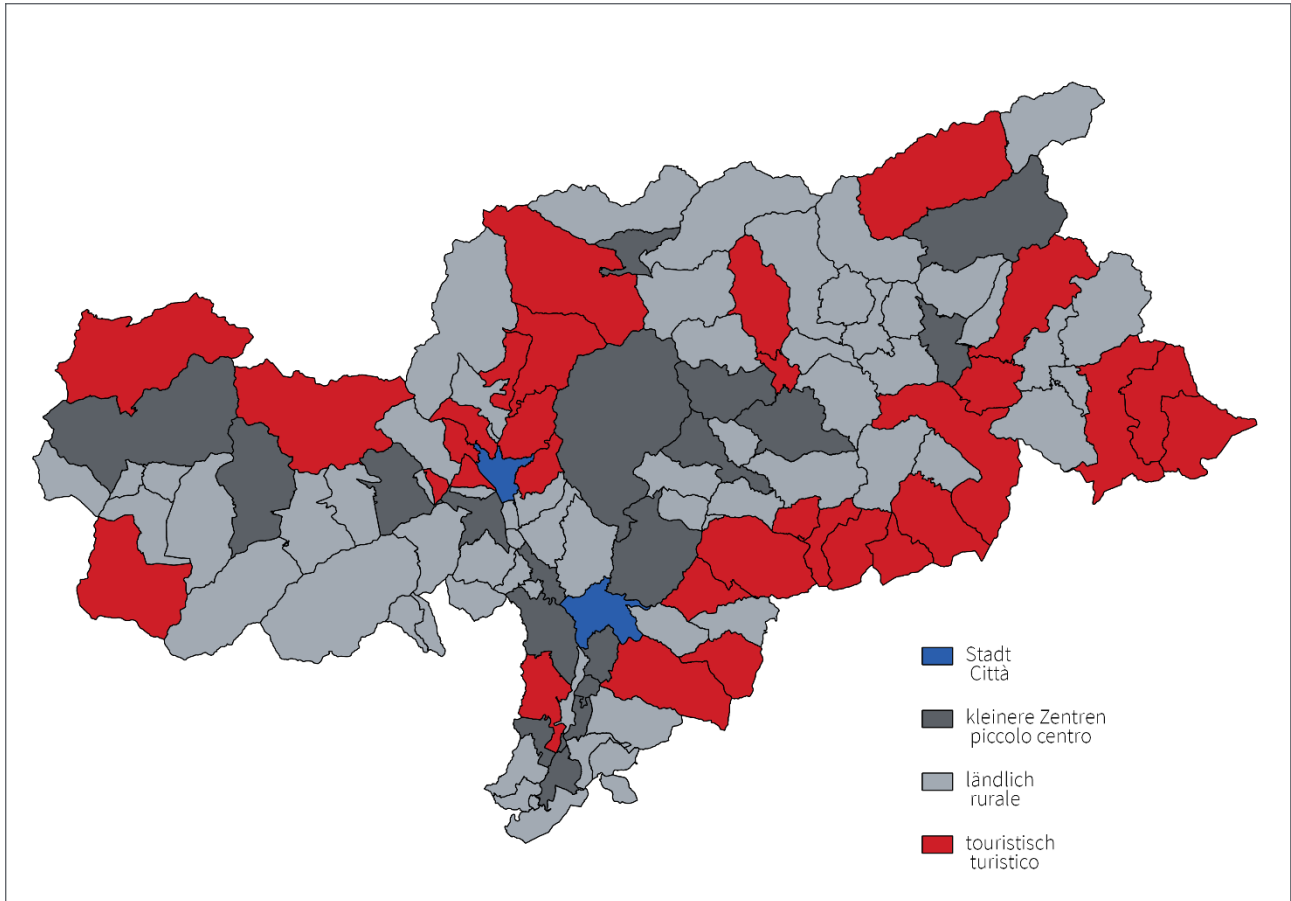 Stadt
Città
kleinere Zentren
piccolo centro
ländlich
rurale
touristisch
turistico